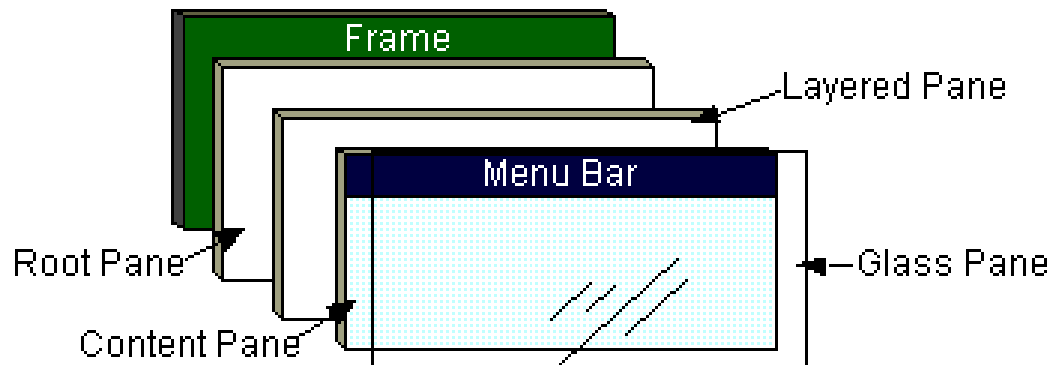 Frame
Layered Pane
Menu Bar
Root Pane
Glass Pane
Content Pane